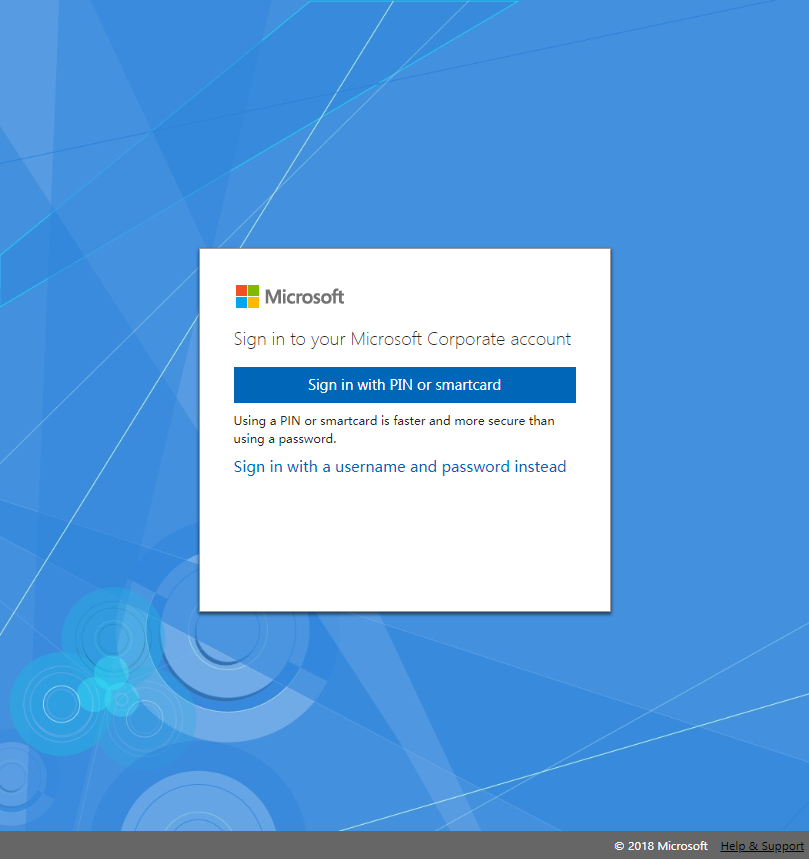 Microsoft
Sign in to your Microsoft Corporate account
Sign in with PIN or smartcard
Using a PIN or smartcard is faster and more secure than
using a password.
Sign in with a username and password instead
© 2018 Microsoft Help & Support